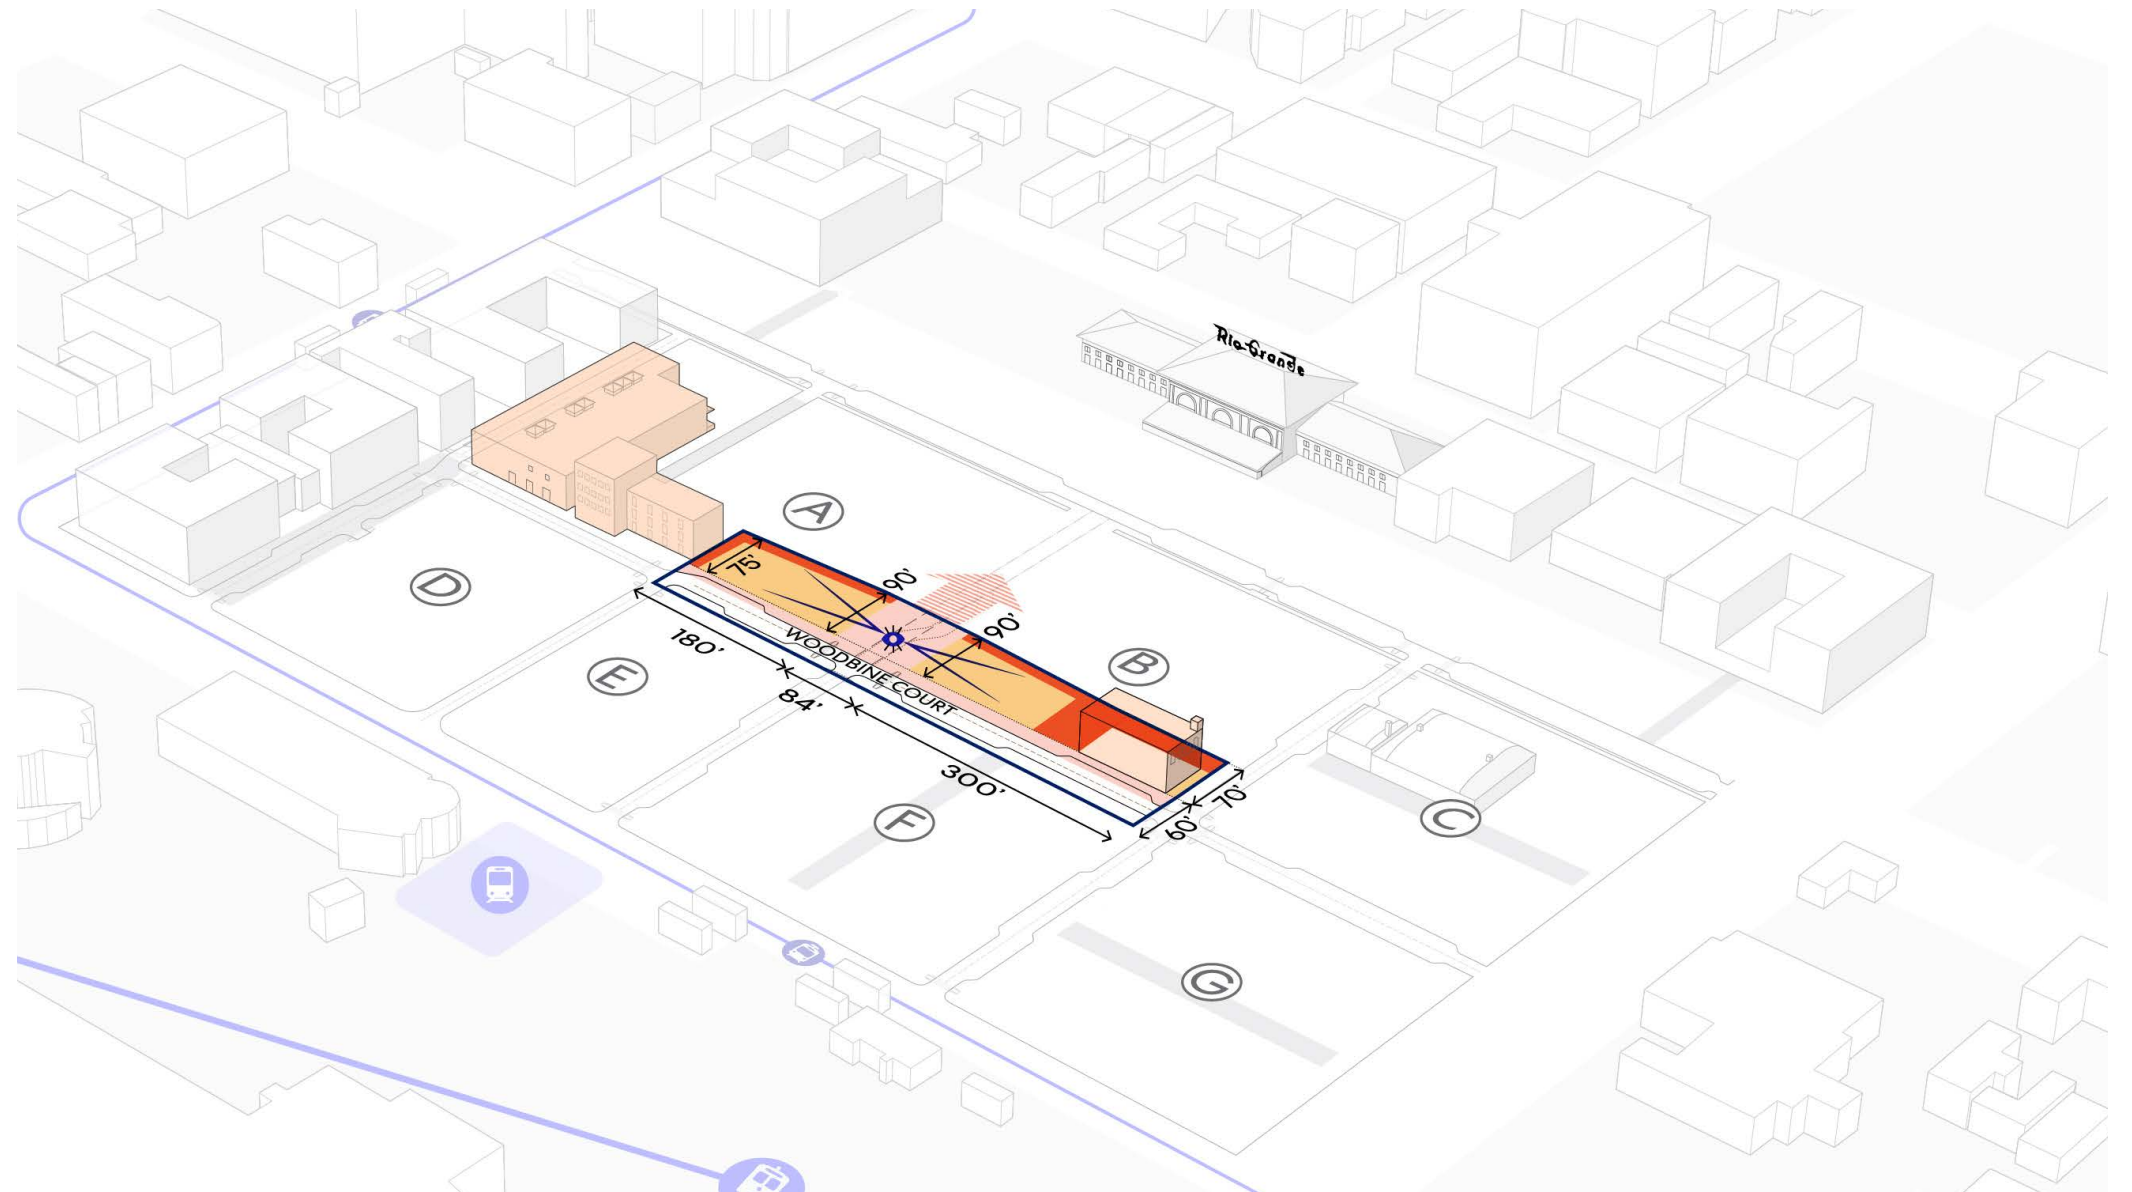 Rio Grande
A
75'
90'
D
90'
180'
WOODBINE COURT
B
E
84'
300'
70'
60'
F
C
G